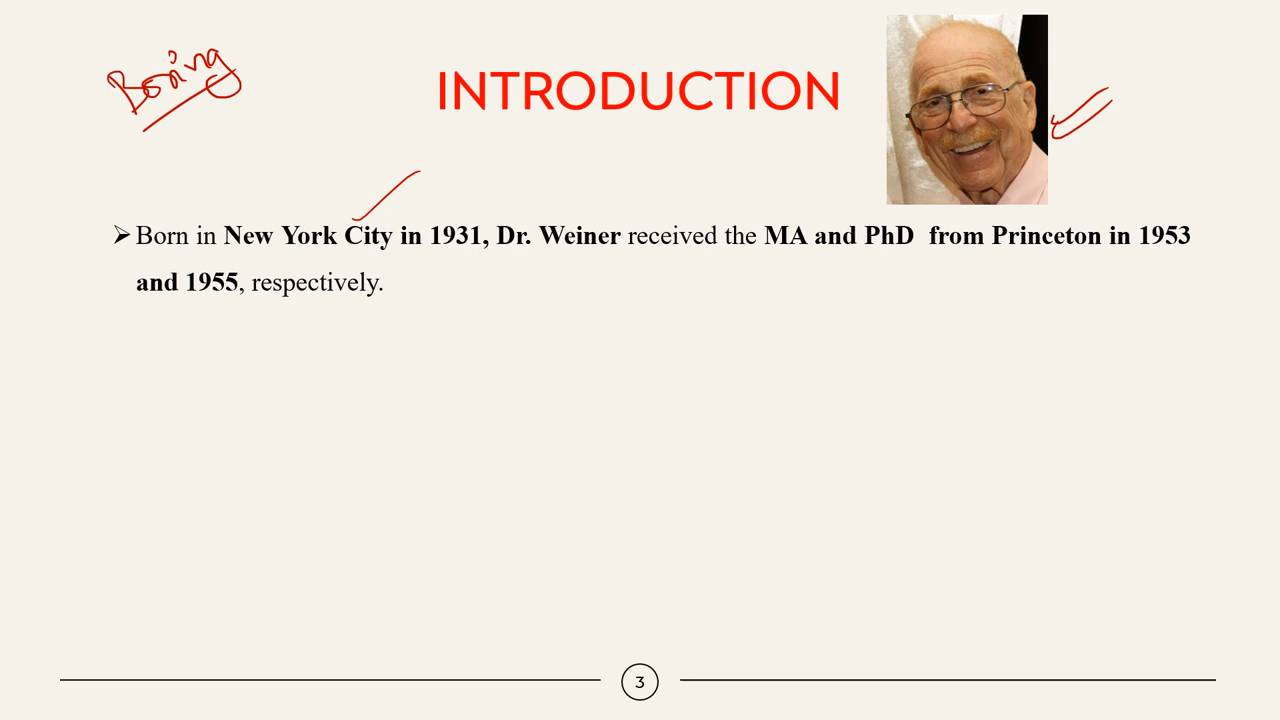 Boring
INTRODUCTION
➢ Born in New York City in 1931, Dr. Weiner received the MA and PhD from Princeton in 1953
and 1955, respectively.
3